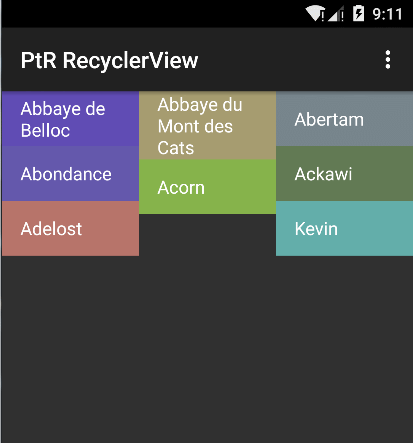 9:11
PtR RecyclerView
Abbaye de
Belloc
Abbaye du
Mont des
Cats
Abertam
Abondance
Acorn
Ackawi
Adelost
Kevin